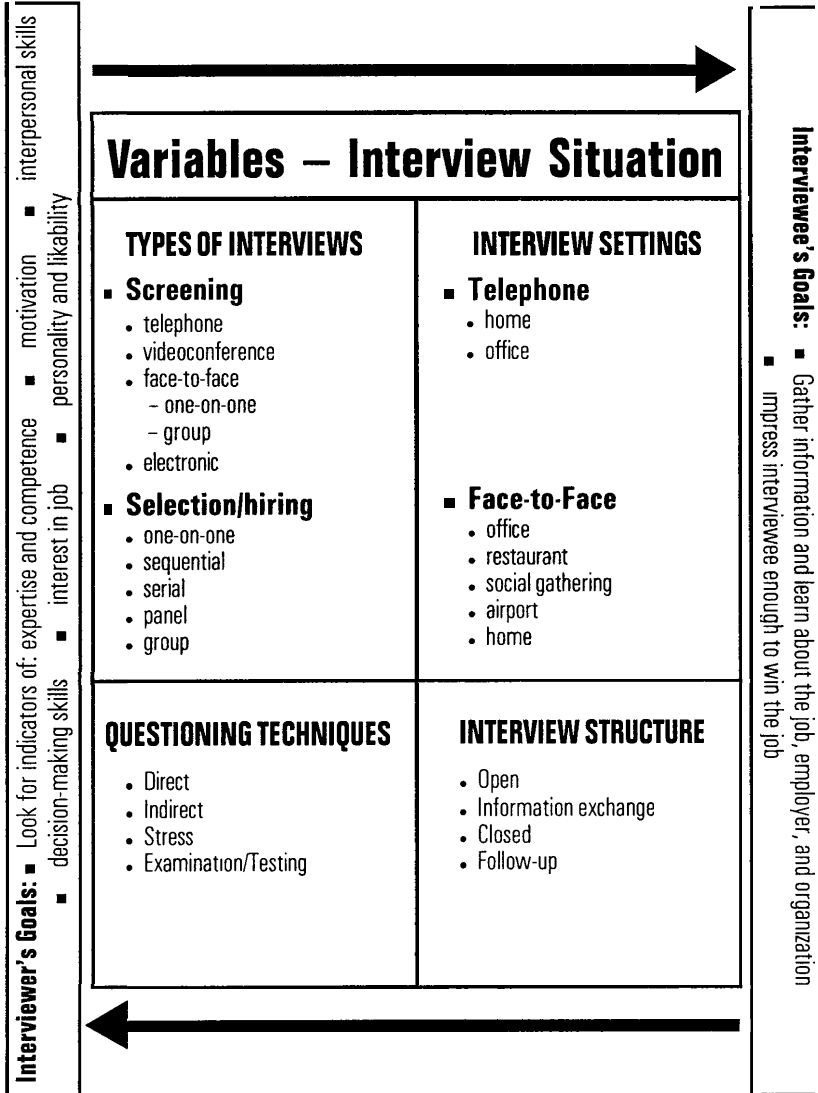 Interviewer's Goals: ■ Look for indicators of: expertise and competence ■ motivation ■ interpersonal skills
■ decision-making skills ■ interest in job ■ personality and likability
Variables – Interview Situation
TYPES OF INTERVIEWS
■ Screening
• telephone
• videoconference
• face-to-face
– one-on-one
– group
• electronic
■ Selection/hiring
• one-on-one
• sequential
• serial
• panel
• group
INTERVIEW SETTINGS
■ Telephone
• home
• office
■ Face-to-Face
• office
• restaurant
• social gathering
• airport
• home
QUESTIONING TECHNIQUES
• Direct
• Indirect
• Stress
• Examination/Testing
INTERVIEW STRUCTURE
• Open
• Information exchange
• Closed
• Follow-up
Interviewee's Goals: ■ Gather information and learn about the job, employer, and organization
■ impress interviewee enough to win the job